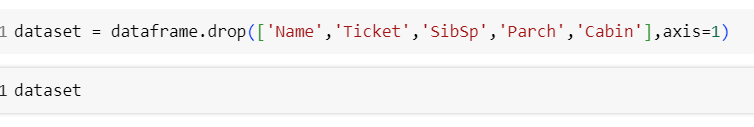 1 dataset = dataframe.drop(['Name','Ticket','SibSp','Parch','Cabin'],axis=1)
1 dataset